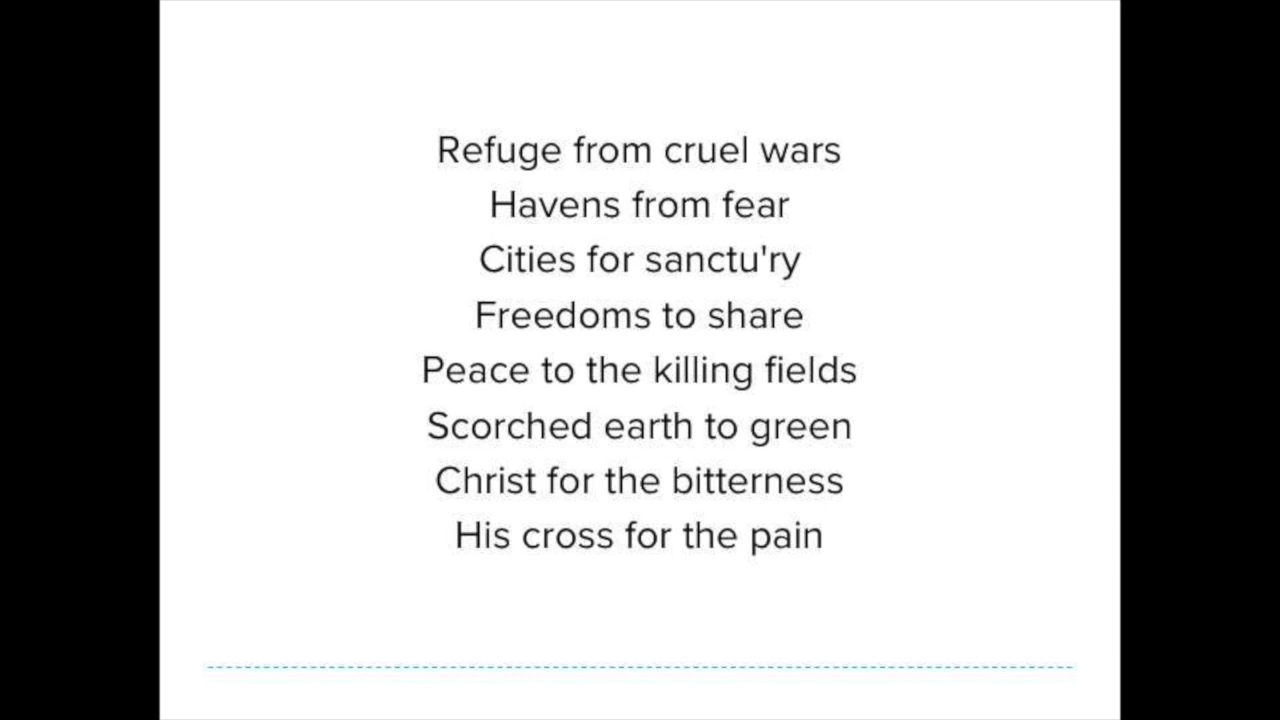 Refuge from cruel wars
Havens from fear
Cities for sanctu'ry
Freedoms to share
Peace to the killing fields
Scorched earth to green
Christ for the bitterness
His cross for the pain